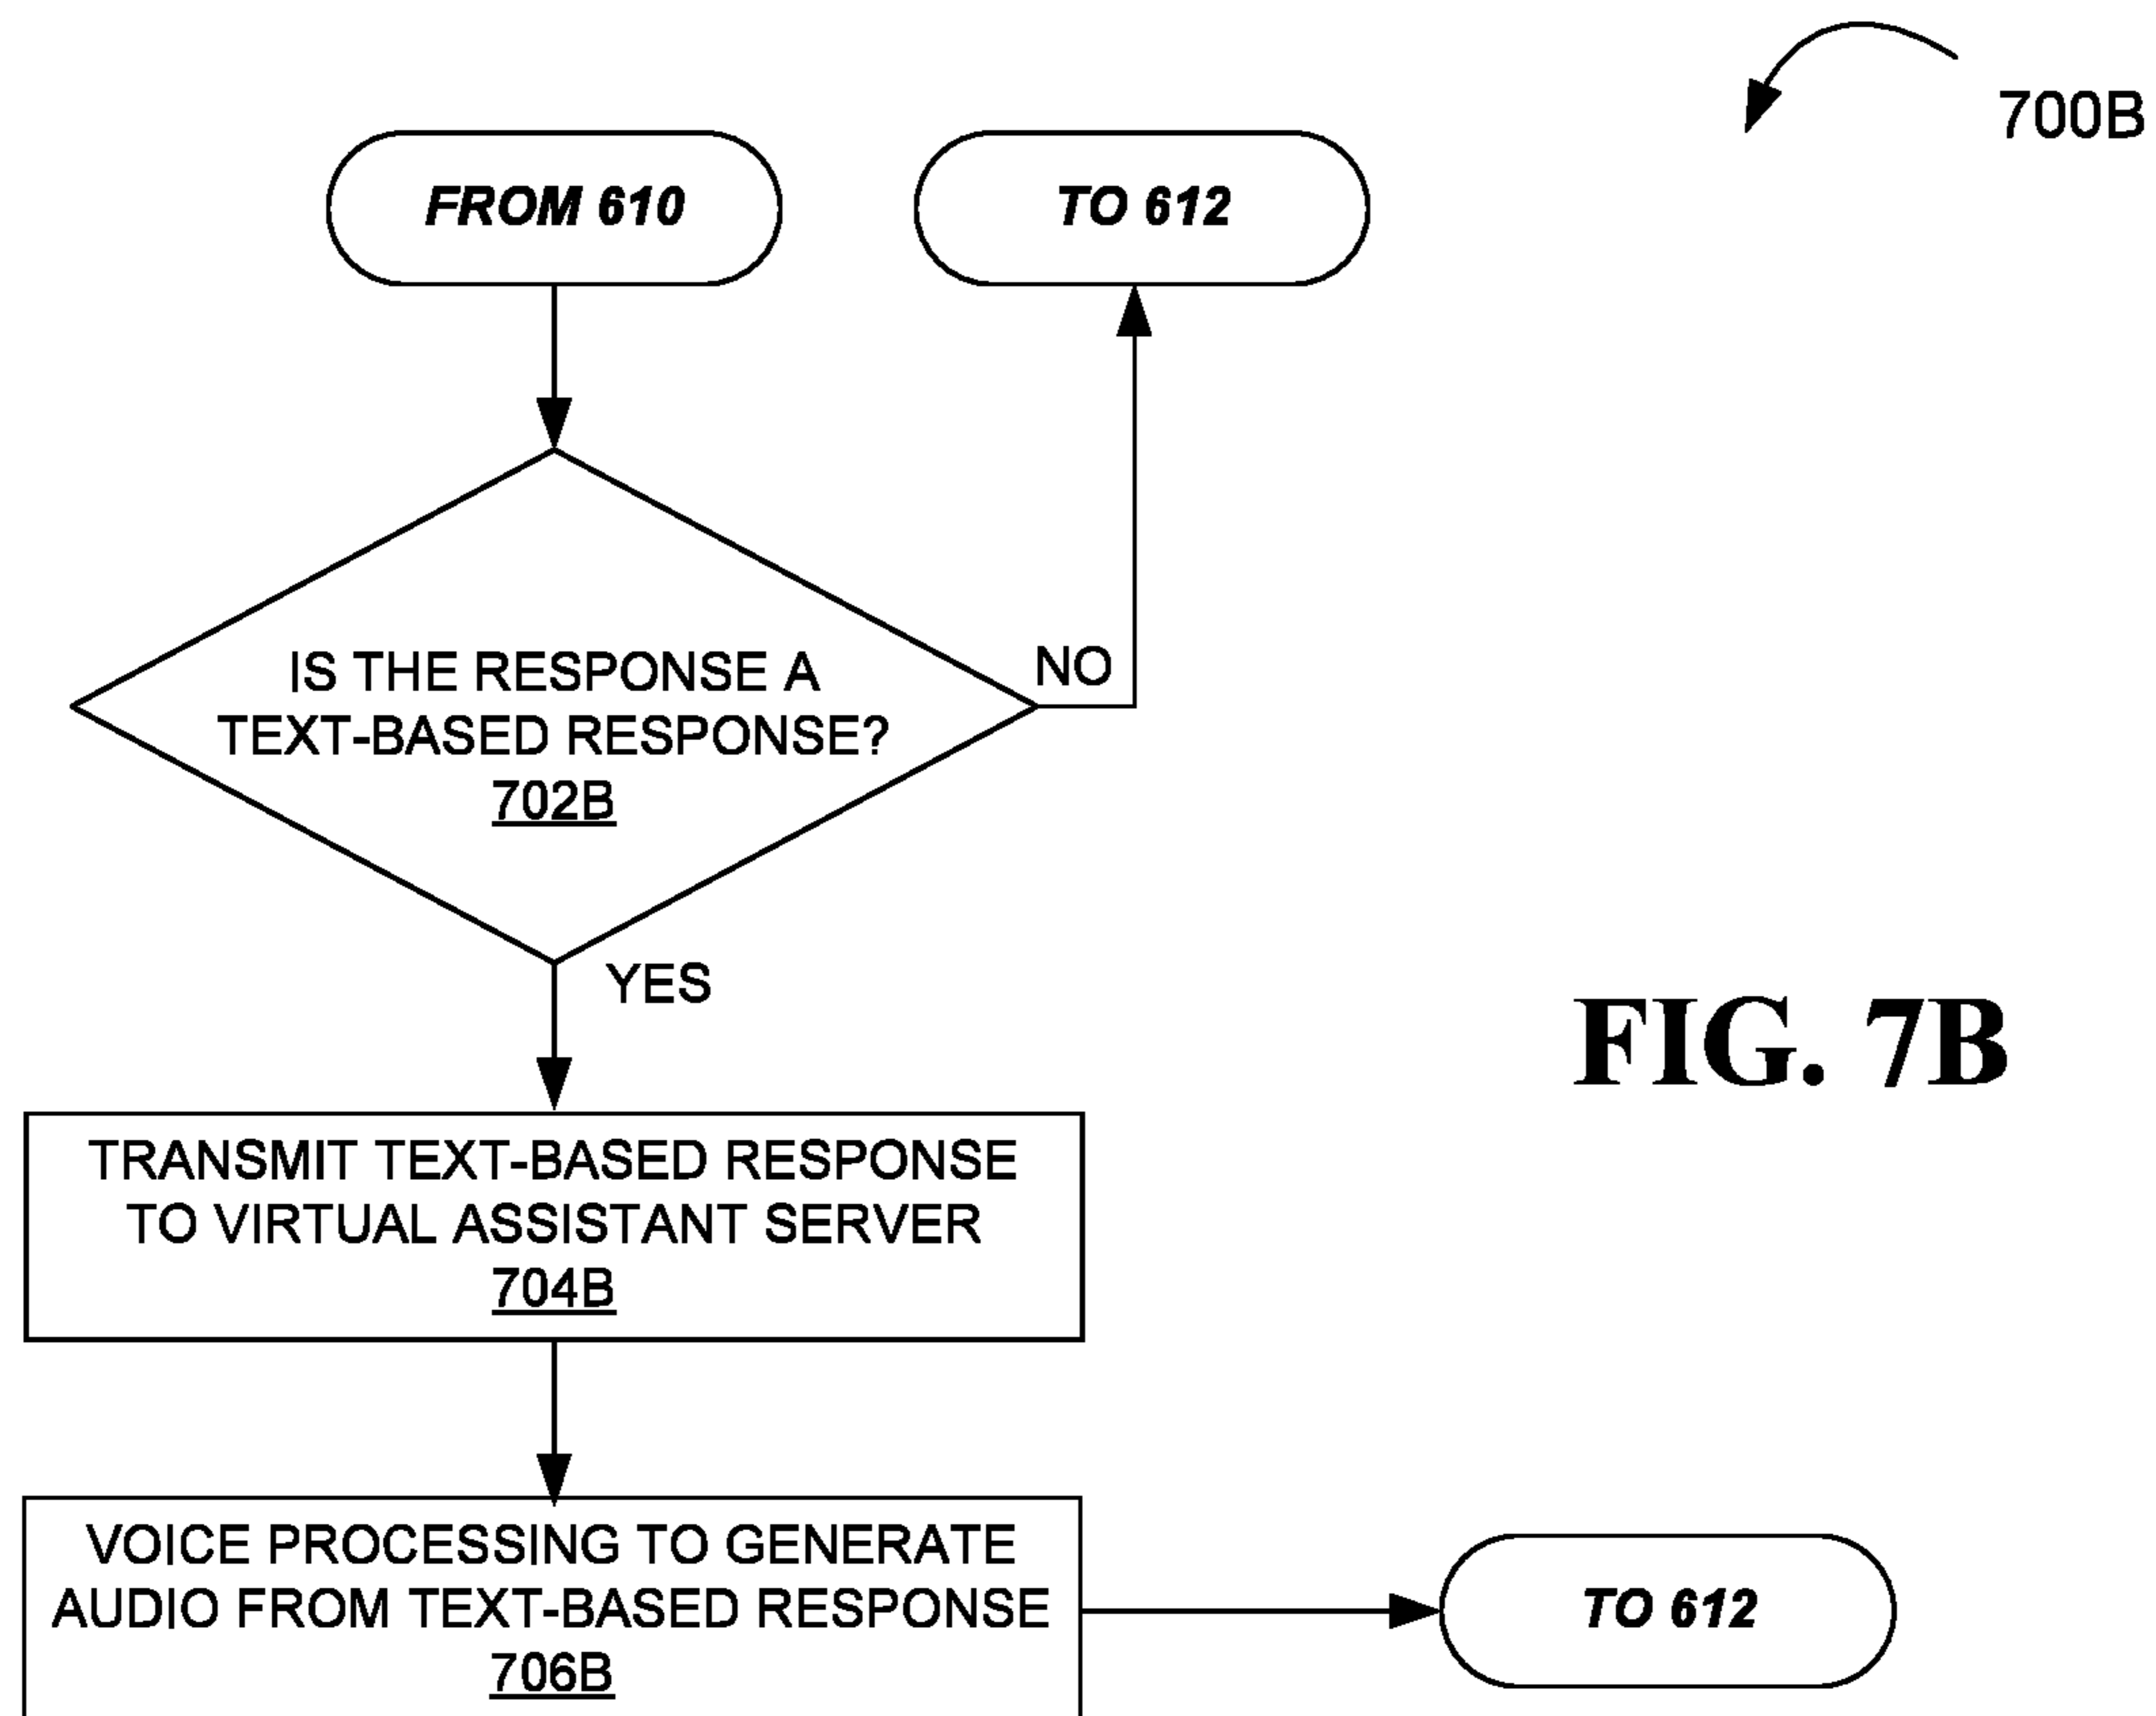 700B
FROM 610
TO 612
IS THE RESPONSE A
TEXT-BASED RESPONSE?
702B
NO
YES
FIG. 7B
TRANSMIT TEXT-BASED RESPONSE
TO VIRTUAL ASSISTANT SERVER
704B
VOICE PROCESSING TO GENERATE
AUDIO FROM TEXT-BASED RESPONSE
706B
TO 612